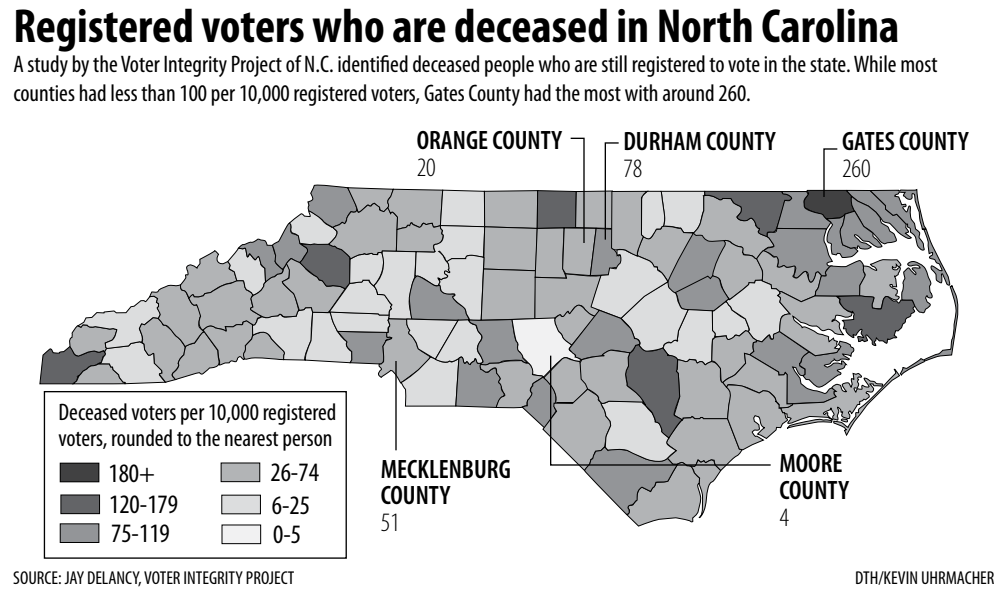 Registered voters who are deceased in North Carolina
A study by the Voter Integrity Project of N.C. identified deceased people who are still registered to vote in the state. While most
counties had less than 100 per 10,000 registered voters, Gates County had the most with around 260.
ORANGE COUNTY
20
DURHAM COUNTY
78
GATES COUNTY
260
Deceased voters per 10,000 registered
voters, rounded to the nearest person
180+
120-179
75-119
26-74
6-25
0-5
MECKLENBURG
COUNTY
51
MOORE
COUNTY
4
SOURCE: JAY DELANCY, VOTER INTEGRITY PROJECT
DTH/KEVIN UHRMACHER